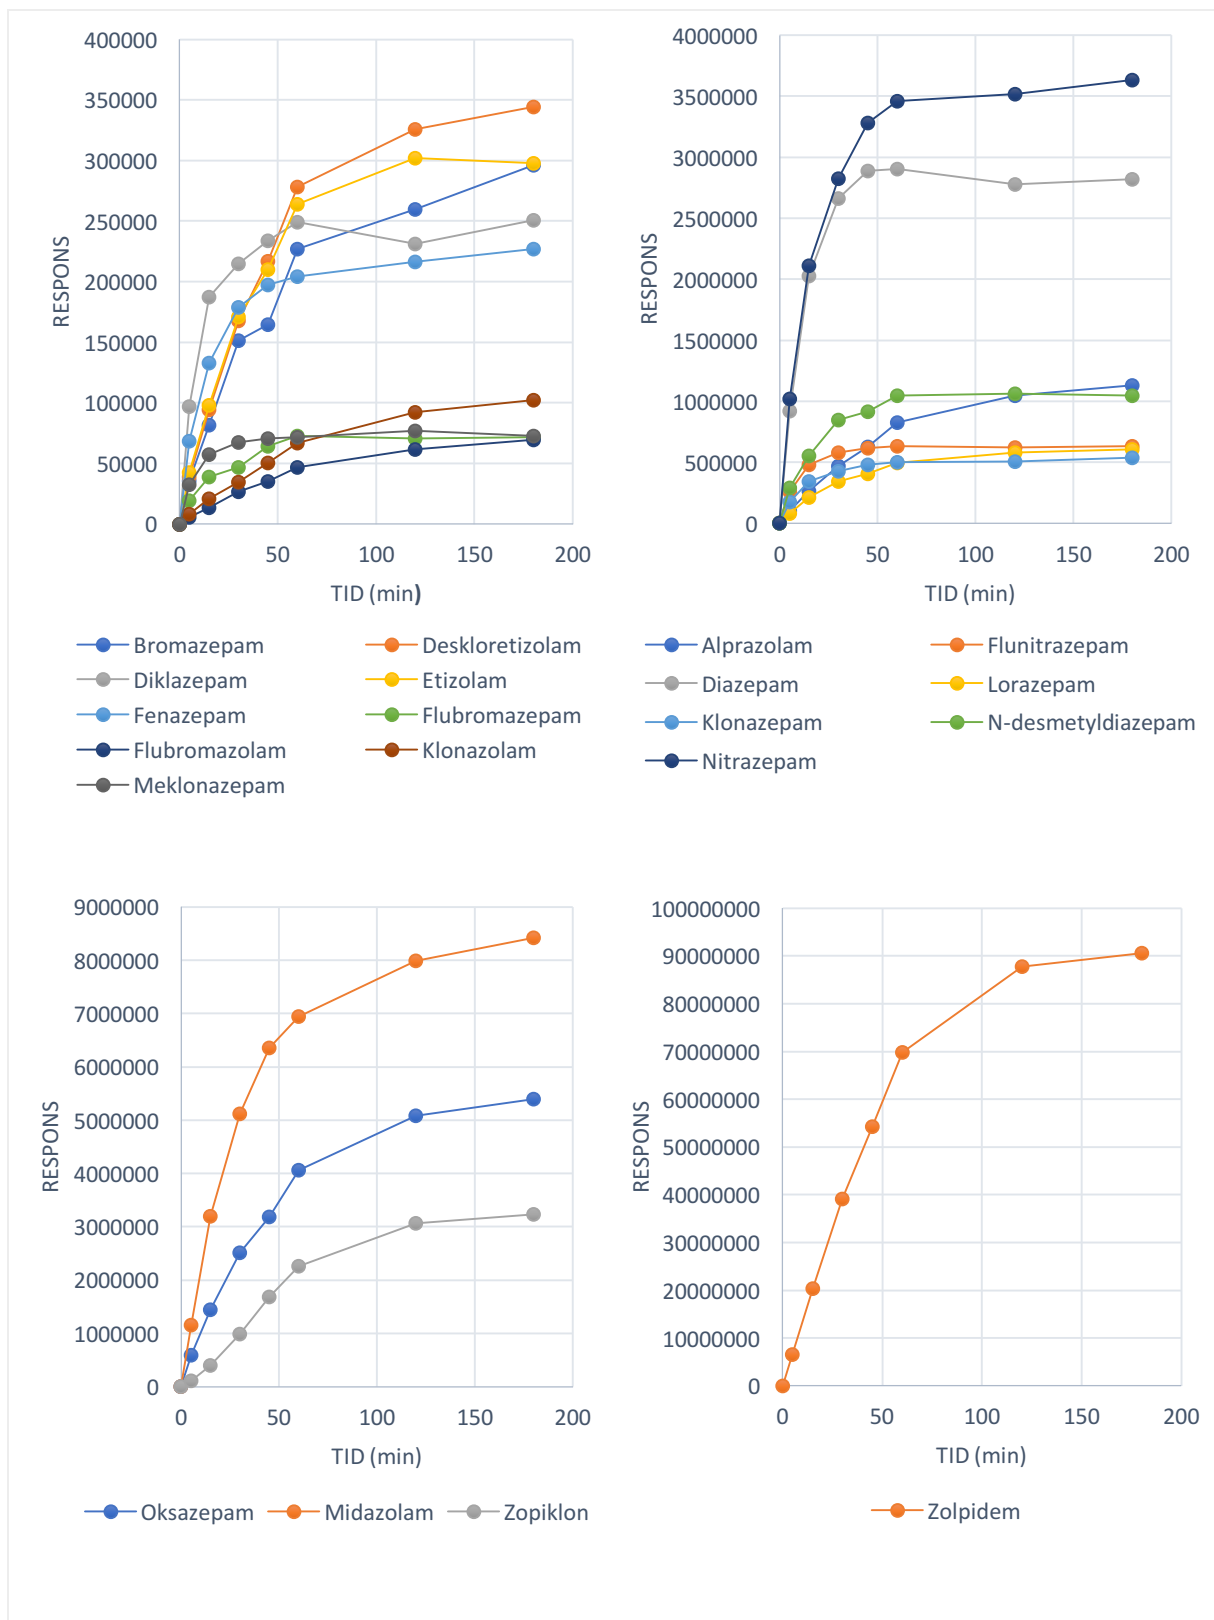 400000
350000
300000
250000
200000
150000
100000
50000
0
RESPONS
0 50 100 150 200
TID (min)
Bromazepam Deskloretizolam
Diklazepam Etizolam
Fenazepam Flubromazepam
Flubromazolam Klonazolam
Meklonazepam
4000000
3500000
3000000
2500000
2000000
1500000
1000000
500000
0
RESPONS
0 50 100 150 200
TID (min)
Alprazolam Flunitrazepam
Diazepam Lorazepam
Klonazepam N-desmetyldiazepam
Nitrazepam
9000000
8000000
7000000
6000000
5000000
4000000
3000000
2000000
1000000
0
RESPONS
0 50 100 150 200
TID (min)
Oksazepam Midazolam Zopiklon
100000000
90000000
80000000
70000000
60000000
50000000
40000000
30000000
20000000
10000000
0
RESPONS
0 50 100 150 200
TID (min)
Zolpidem